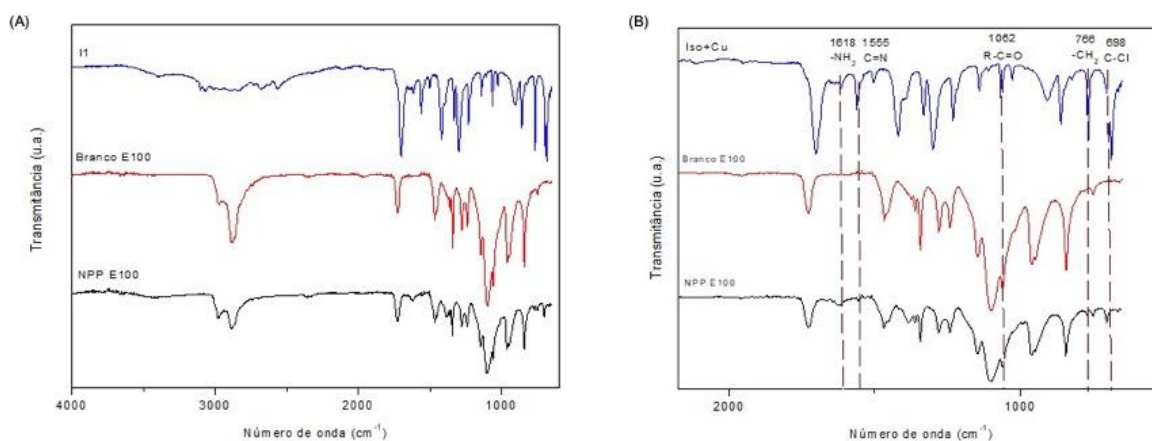 (A)
I1
Branco E100
NPP E100
Transmitância (u.a.)
4000 3000 2000 1000
Número de onda (cm⁻¹)
(B)
Iso+Cu
1618
-NH₂
1555
C=N
1062
R-C=O
766
-CH₂
698
C-Cl
Branco E100
NPP E100
Transmitância (u.a.)
2000 1000
Número de onda (cm⁻¹)